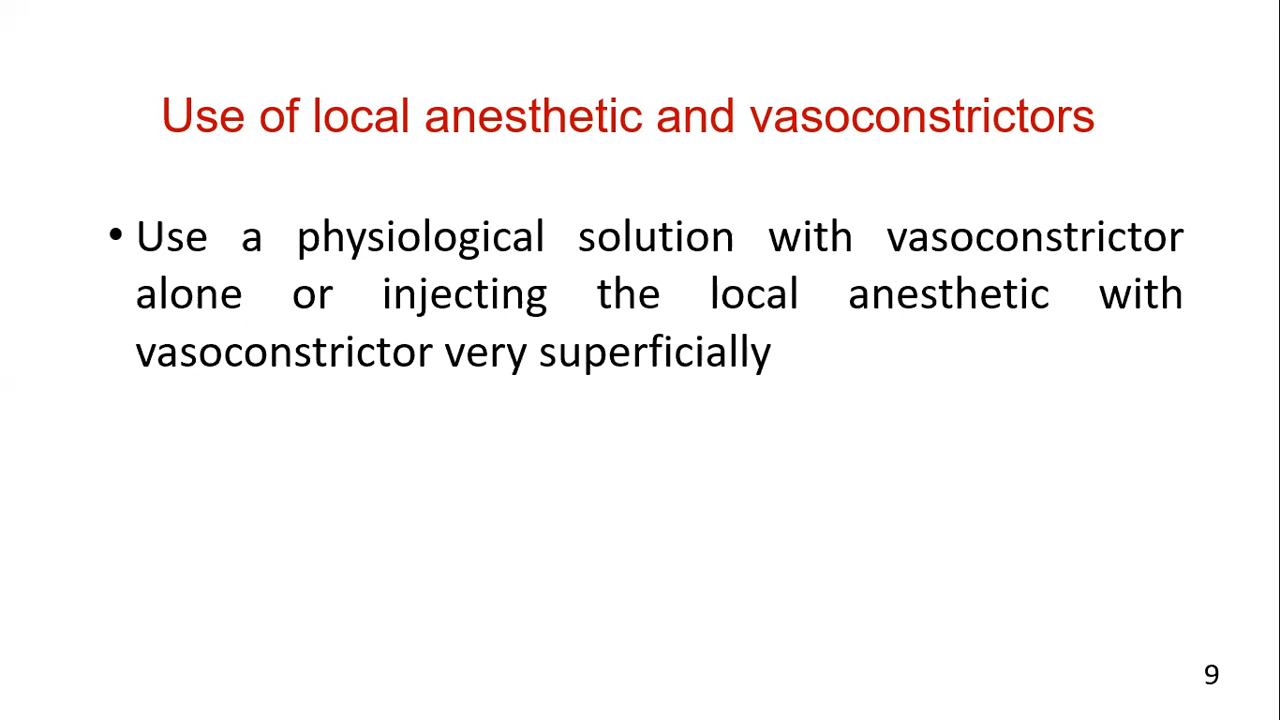 Use of local anesthetic and vasoconstrictors
• Use a physiological solution with vasoconstrictor
alone or injecting the local anesthetic with
vasoconstrictor very superficially
9